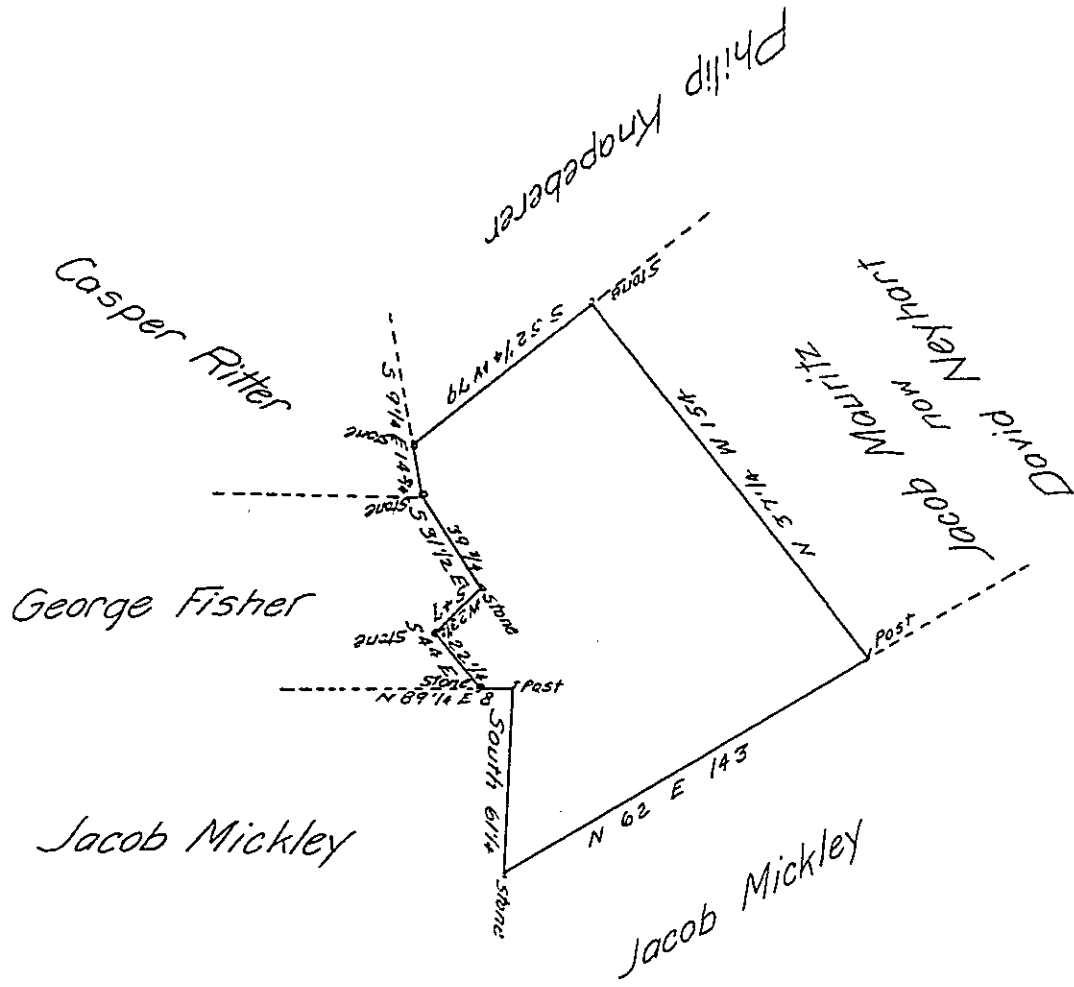 Philip Knapeberer
Casper Ritter
Stone
S 52 1/4 W 79
David Neyhart
now
Jacob Mauritz
S 9 1/4 E 14
Stone
Stone
N 37 1/4 W 154
S 31 1/2 E
39 3/4
George Fisher
Stone
Stone
S 44 E 22 1/4
Stone
N 89 1/4 E 8
Post
Post
South 61 1/4
N 62 E 143
Jacob Mickley
Stone
Jacob Mickley